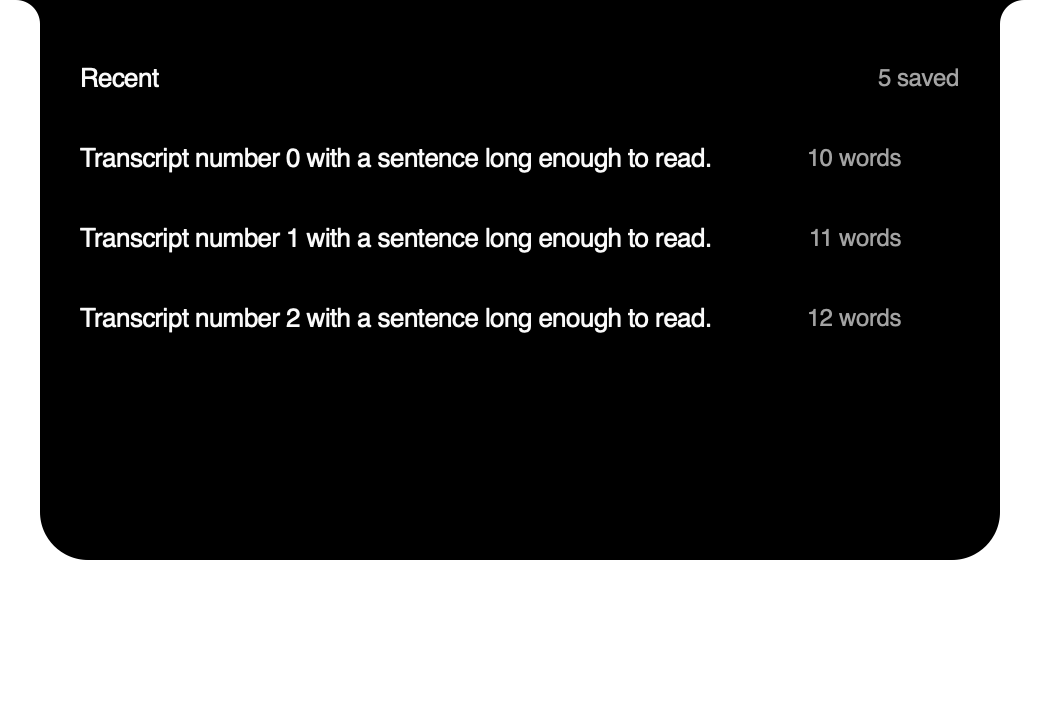 Recent 5 saved
Transcript number 0 with a sentence long enough to read. 10 words
Transcript number 1 with a sentence long enough to read. 11 words
Transcript number 2 with a sentence long enough to read. 12 words